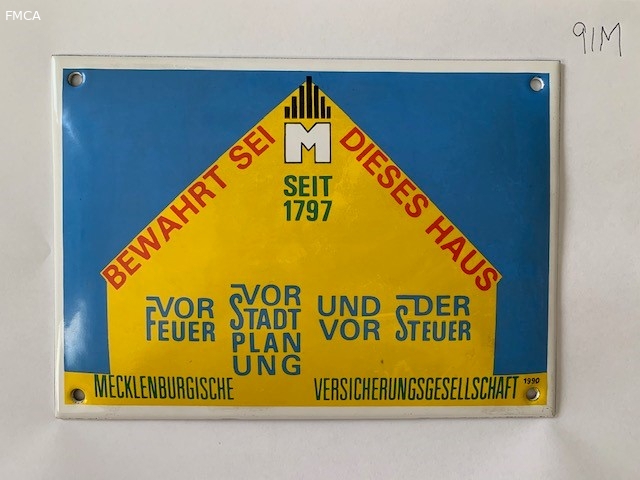 FMCA
91M
M
SEIT
1797
BEWAHRT SEI DIESES HAUS
VOR FEUER
VOR STADT PLAN UNG
UND VOR
DER STEUER
MECKLENBURGISCHE VERSICHERUNGSGESELLSCHAFT 1990